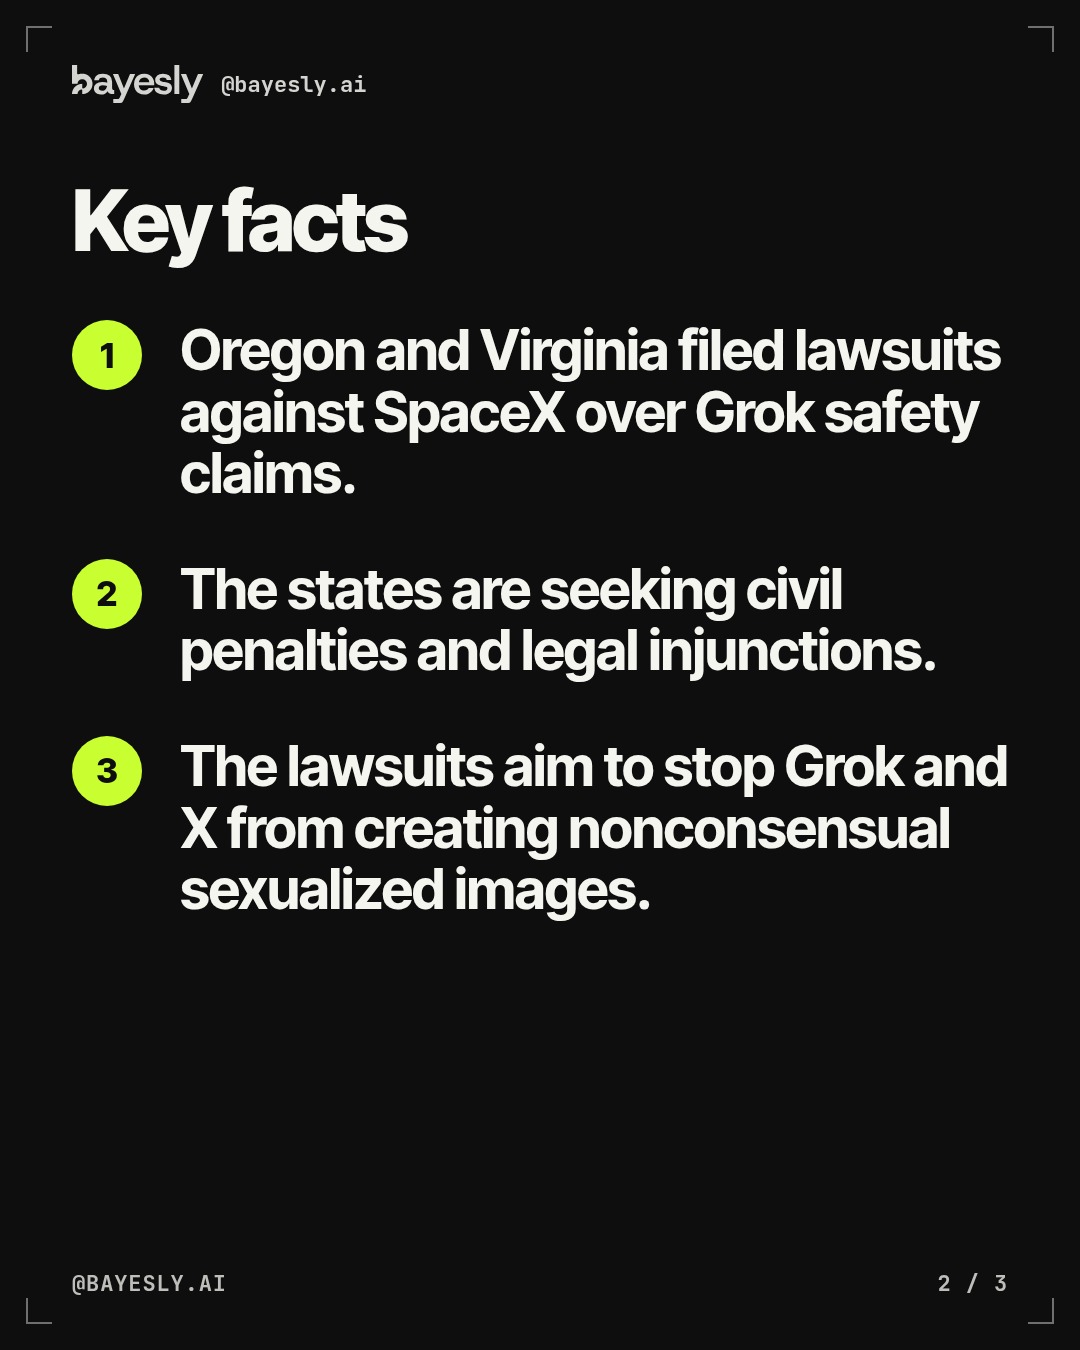 bayesly @bayesly.ai
Key facts
1 Oregon and Virginia filed lawsuits
against SpaceX over Grok safety
claims.
2 The states are seeking civil
penalties and legal injunctions.
3 The lawsuits aim to stop Grok and
X from creating nonconsensual
sexualized images.
@BAYESLY.AI 2 / 3